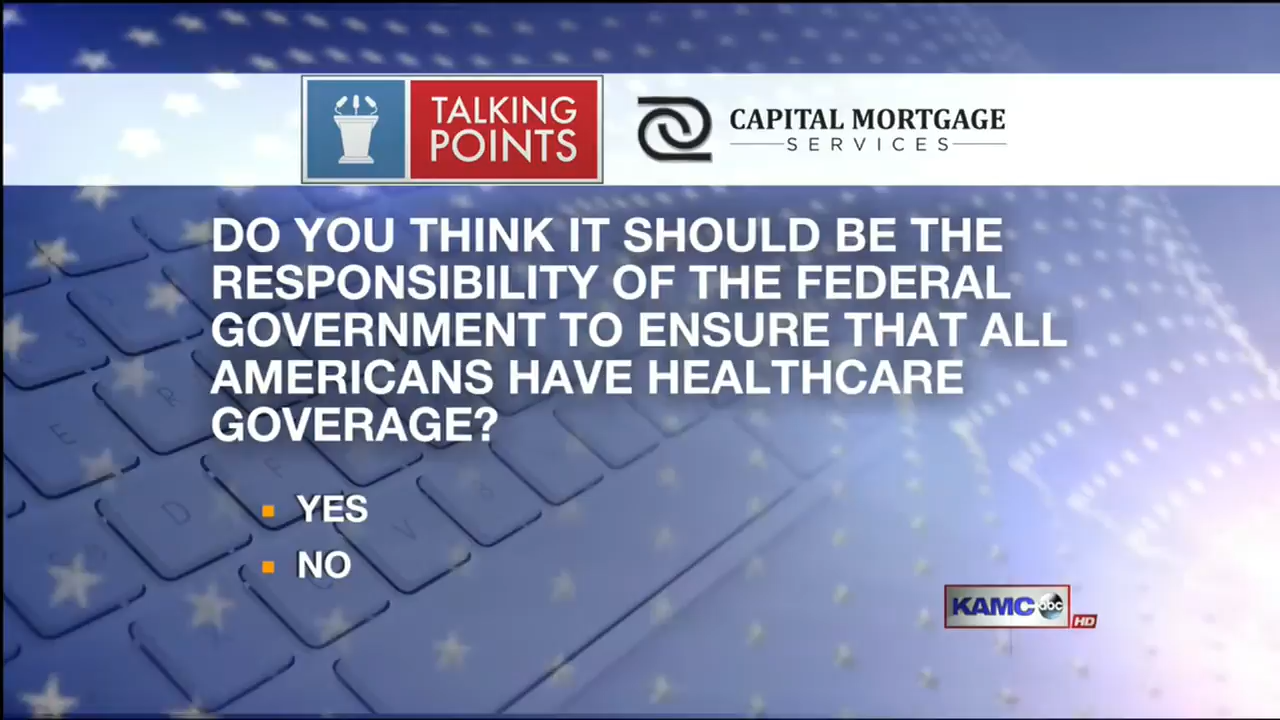 TALKING
POINTS
CAPITAL MORTGAGE
SERVICES
DO YOU THINK IT SHOULD BE THE
RESPONSIBILITY OF THE FEDERAL
GOVERNMENT TO ENSURE THAT ALL
AMERICANS HAVE HEALTHCARE
GOVERAGE?
YES
NO
KAMC abc
HD